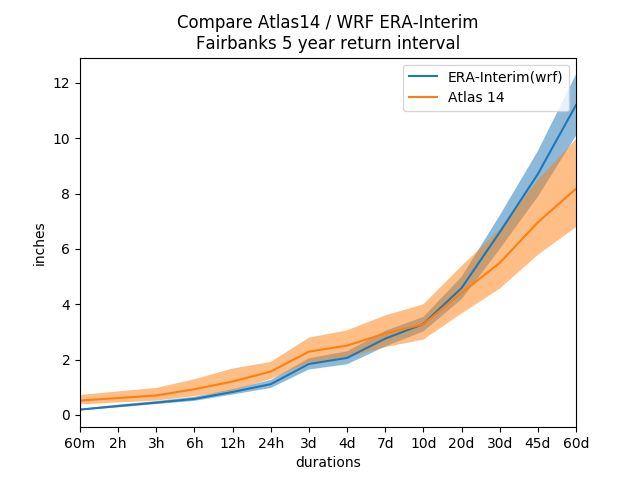 Compare Atlas14 / WRF ERA-Interim
Fairbanks 5 year return interval
ERA-Interim(wrf)
Atlas 14
inches
12
10
8
6
4
2
0
60m 2h 3h 6h 12h 24h 3d 4d 7d 10d 20d 30d 45d 60d
durations